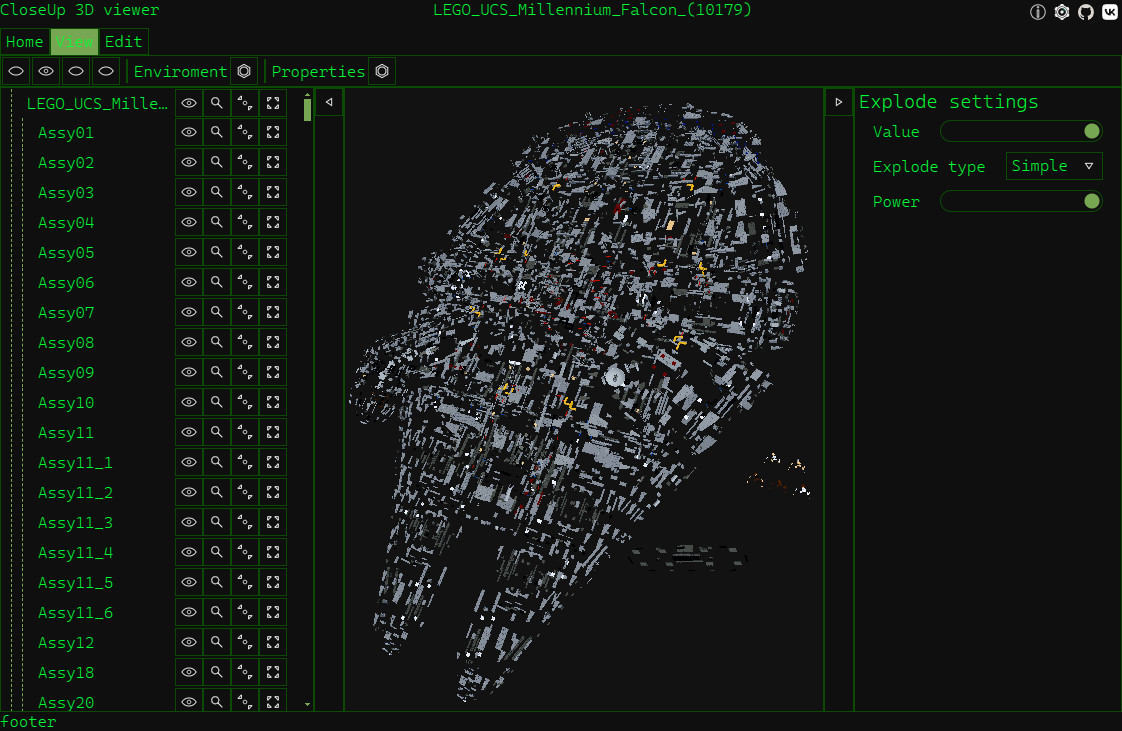 CloseUp 3D viewer
LEGO_UCS_Millennium_Falcon_(10179)
Home View Edit
Enviroment Properties
LEGO_UCS_Mille…
Assy01
Assy02
Assy03
Assy04
Assy05
Assy06
Assy07
Assy08
Assy09
Assy10
Assy11
Assy11_1
Assy11_2
Assy11_3
Assy11_4
Assy11_5
Assy11_6
Assy12
Assy18
Assy20
Explode settings
Value
Explode type Simple
Power
footer